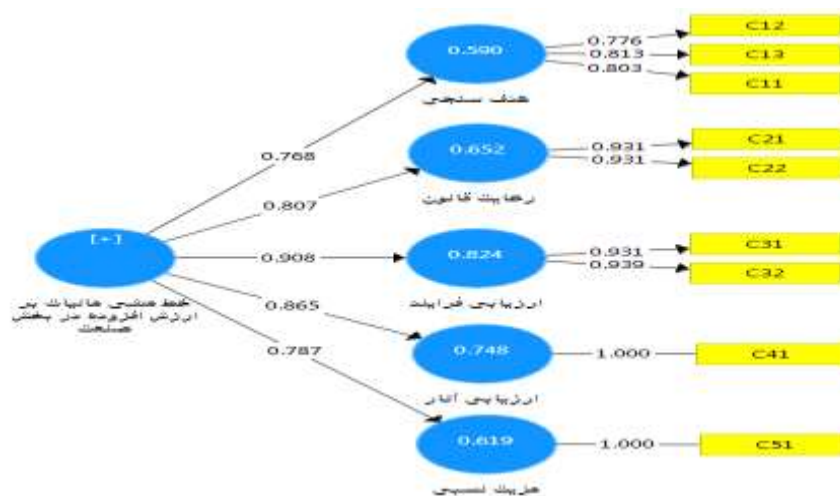 0.590
هدف سنجی
0.776
0.813
0.803
C12
C13
C11
0.768
0.652
رعایت قانون
0.931
0.931
C21
C22
0.807
[+]
خط مشی مالیات بر
ارزش افزوده در بخش
صنعت
0.908
0.824
ارزیابی فرایند
0.931
0.939
C31
C32
0.865
0.748
ارزیابی آثار
1.000
C41
0.787
0.619
مزیت نسبی
1.000
C51